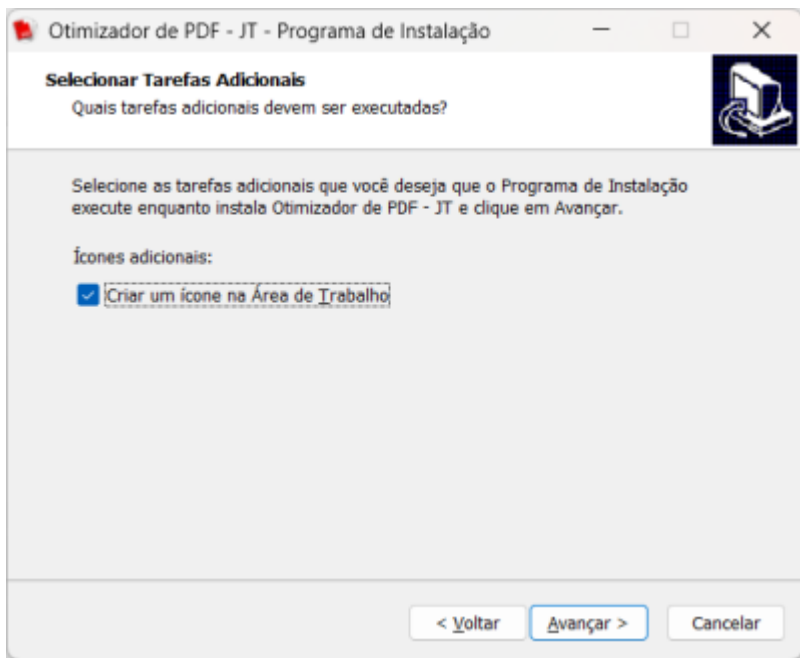 Otimizador de PDF - JT - Programa de Instalação
Selecionar Tarefas Adicionais
Quais tarefas adicionais devem ser executadas?
Selecione as tarefas adicionais que você deseja que o Programa de Instalação
execute enquanto instala Otimizador de PDF - JT e clique em Avançar.
Ícones adicionais:
Criar um ícone na Área de Trabalho
< Voltar
Avançar >
Cancelar